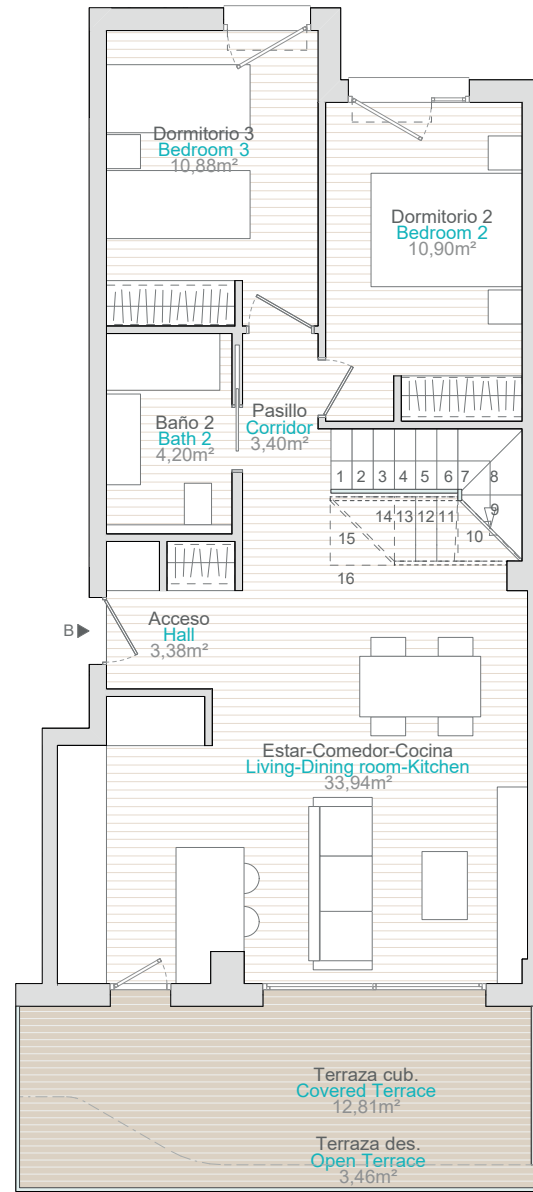 Dormitorio 3
Bedroom 3
10,88m²
Dormitorio 2
Bedroom 2
10,90m²
Pasillo
Corridor
3,40m²
Baño 2
Bath 2
4,20m²
1 2 3 4 5 6 7 8
9
14 13 12 11
15 10
16
B
Acceso
Hall
3,38m²
Estar-Comedor-Cocina
Living-Dining room-Kitchen
33,94m²
Terraza cub.
Covered Terrace
12,81m²
Terraza des.
Open Terrace
3,46m²